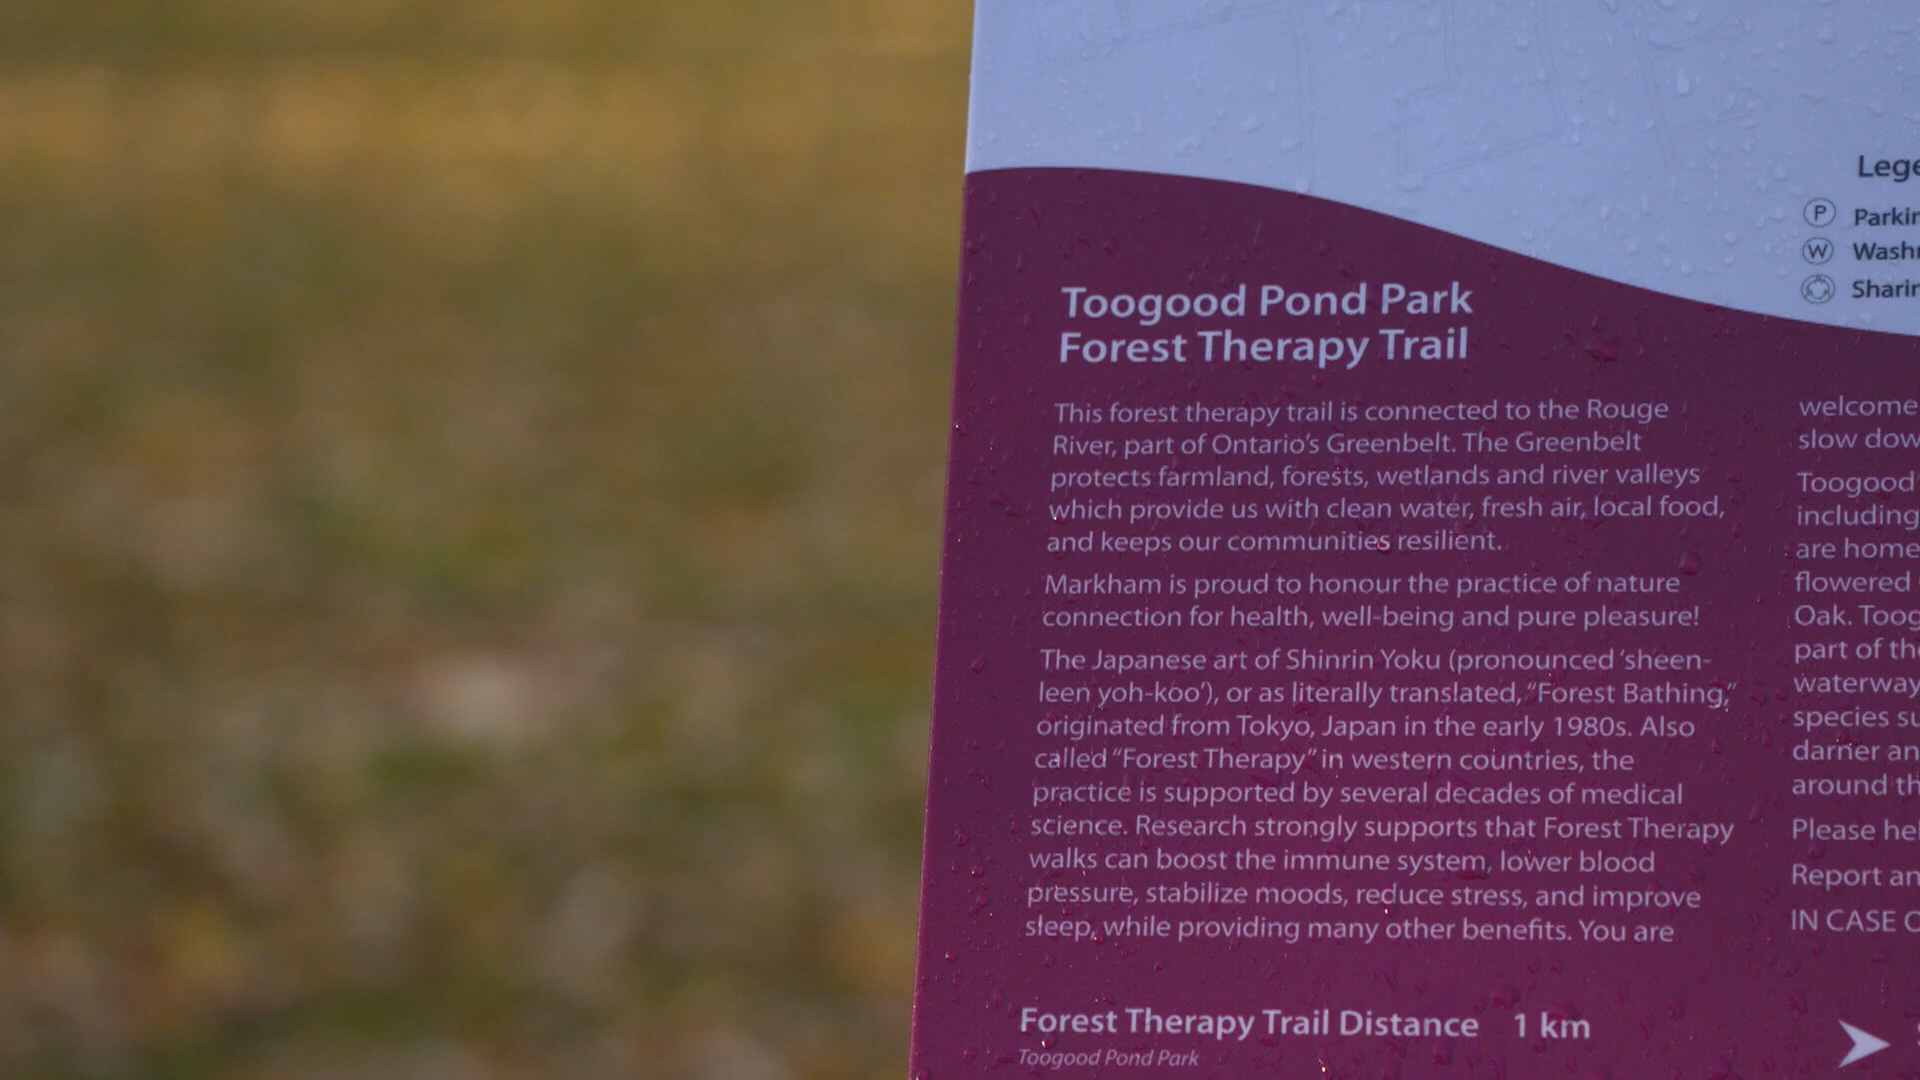 Lege
P Parkin
W Wash
Sharin
Toogood Pond Park
Forest Therapy Trail
This forest therapy trail is connected to the Rouge
River, part of Ontario's Greenbelt. The Greenbelt
protects farmland, forests, wetlands and river valleys
which provide us with clean water, fresh air, local food,
and keeps our communities resilient.
Markham is proud to honour the practice of nature
connection for health, well-being and pure pleasure!
The Japanese art of Shinrin Yoku (pronounced 'sheen-
leen yoh-koo'), or as literally translated, "Forest Bathing,"
originated from Tokyo, Japan in the early 1980s. Also
called "Forest Therapy" in western countries, the
practice is supported by several decades of medical
science. Research strongly supports that Forest Therapy
walks can boost the immune system, lower blood
pressure, stabilize moods, reduce stress, and improve
sleep, while providing many other benefits. You are
welcome
slow dow
Toogood
including
are home
flowered
Oak. Toog
part of the
waterway
species su
darner an
around th
Please he
Report an
IN CASE O
Forest Therapy Trail Distance 1 km
Toogood Pond Park